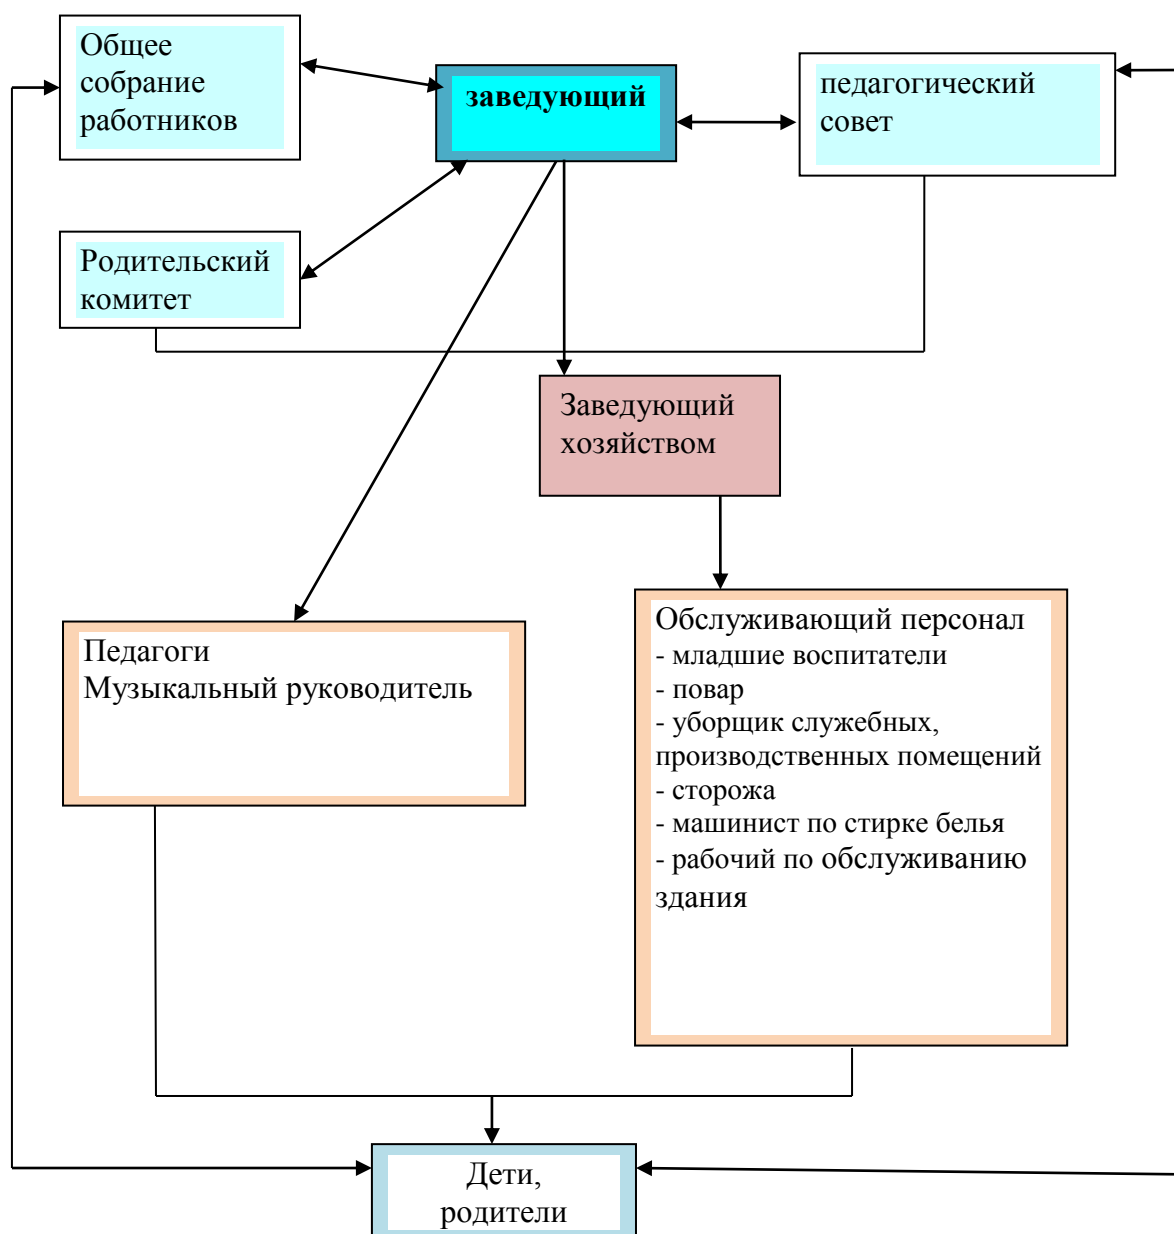 Общее
собрание
работников
заведующий
педагогический
совет
Родительский
комитет
Заведующий
хозяйством
Педагоги
Музыкальный руководитель
Обслуживающий персонал
- младшие воспитатели
- повар
- уборщик служебных,
производственных помещений
- сторожа
- машинист по стирке белья
- рабочий по обслуживанию
здания
Дети,
родители